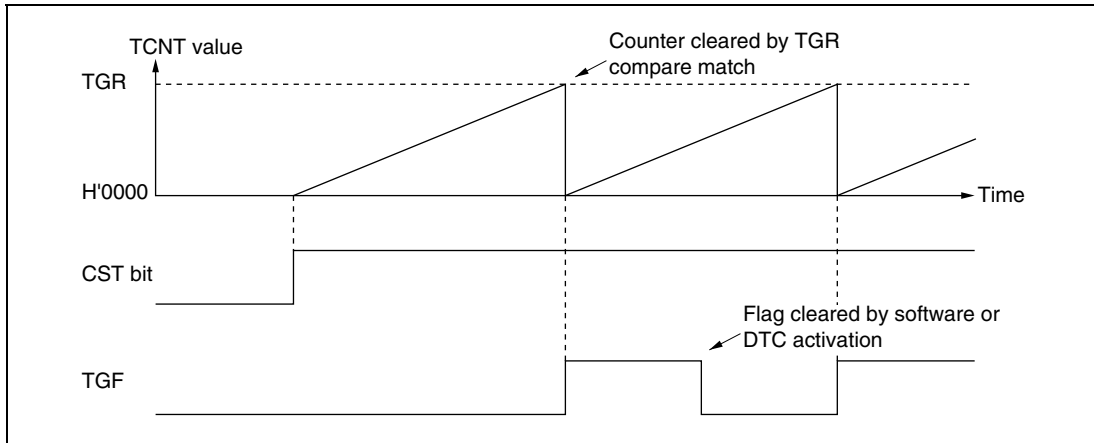 TCNT value
Counter cleared by TGR
compare match
TGR
H'0000
Time
CST bit
Flag cleared by software or
DTC activation
TGF